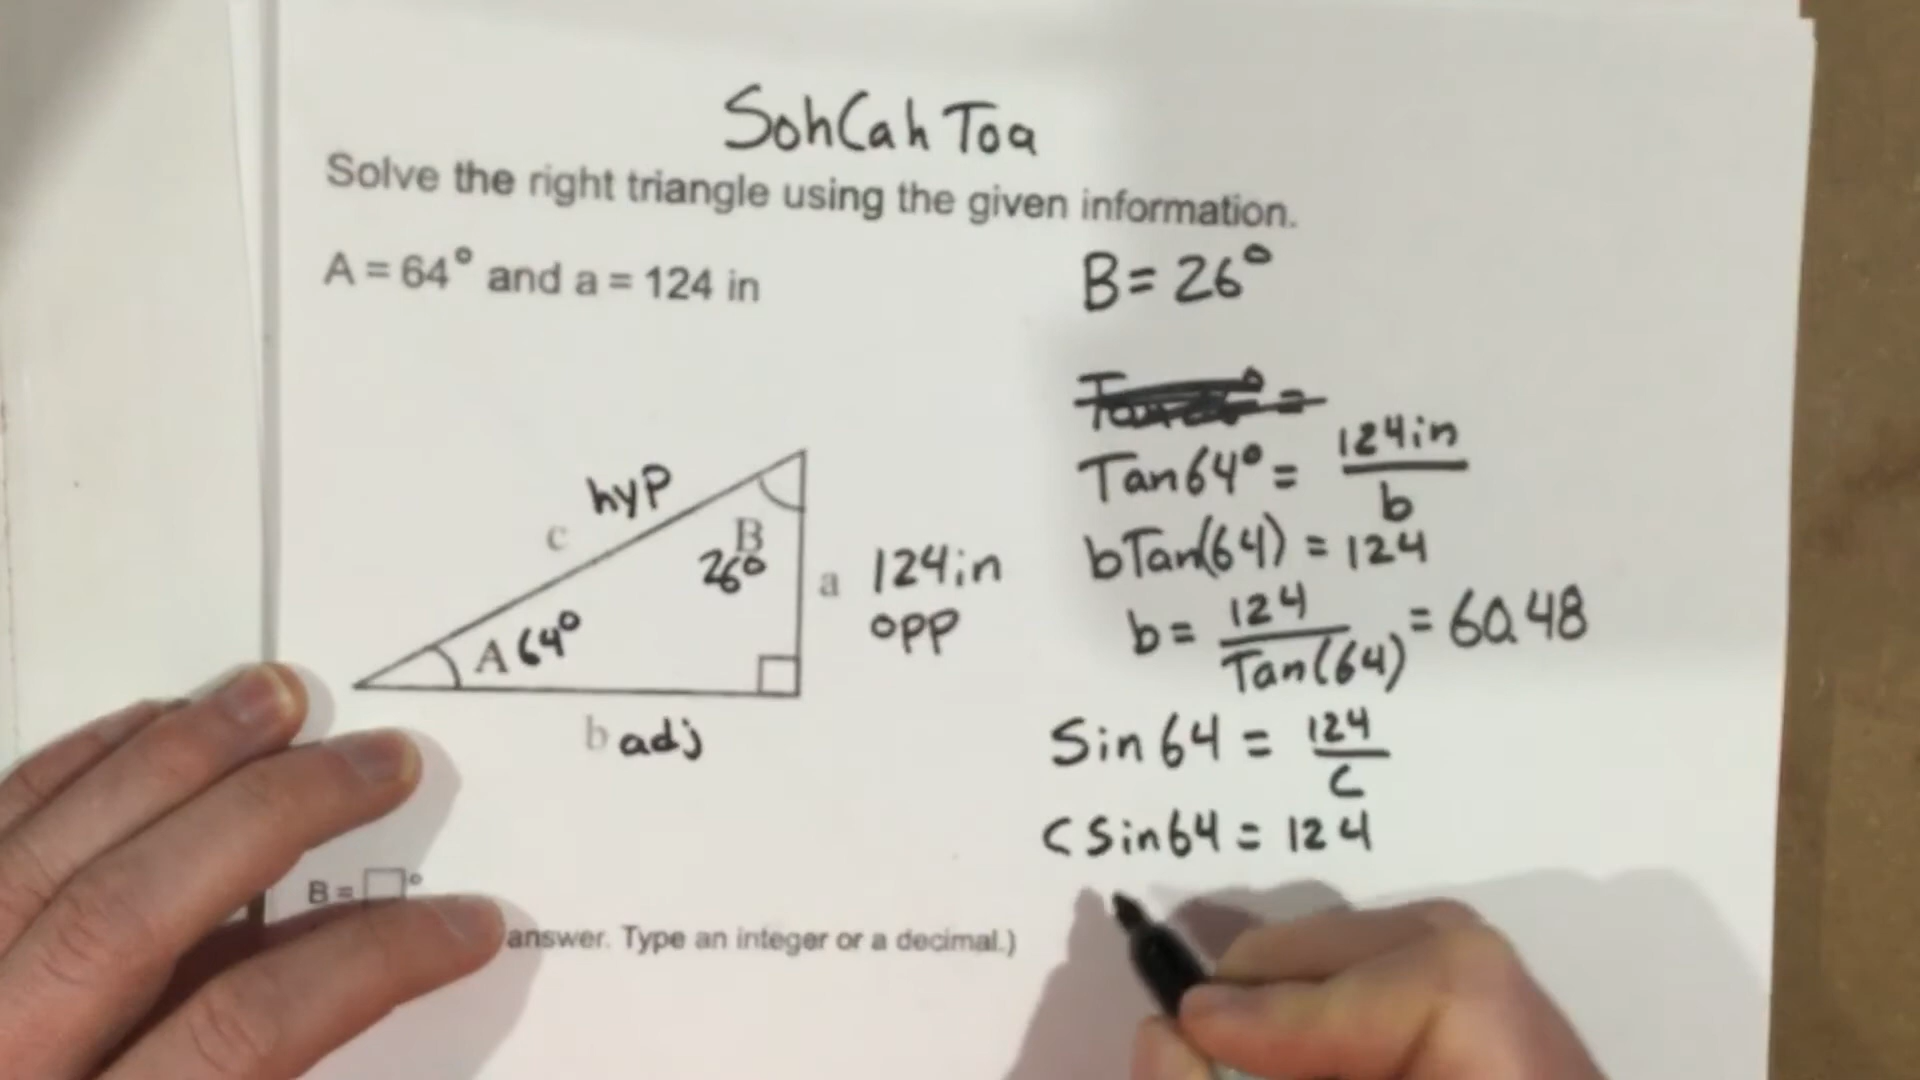 SohCahToa
Solve the right triangle using the given information.
A = 64° and a = 124 in
B = 26°
Tan64° = 124in / b
bTan(64) = 124
b = 124 / Tan(64) = 60.48
Sin 64 = 124 / C
C Sin64 = 124
hyp
c
B
26°
a 124in
opp
A 64°
b adj
B = °
answer. Type an integer or a decimal.)